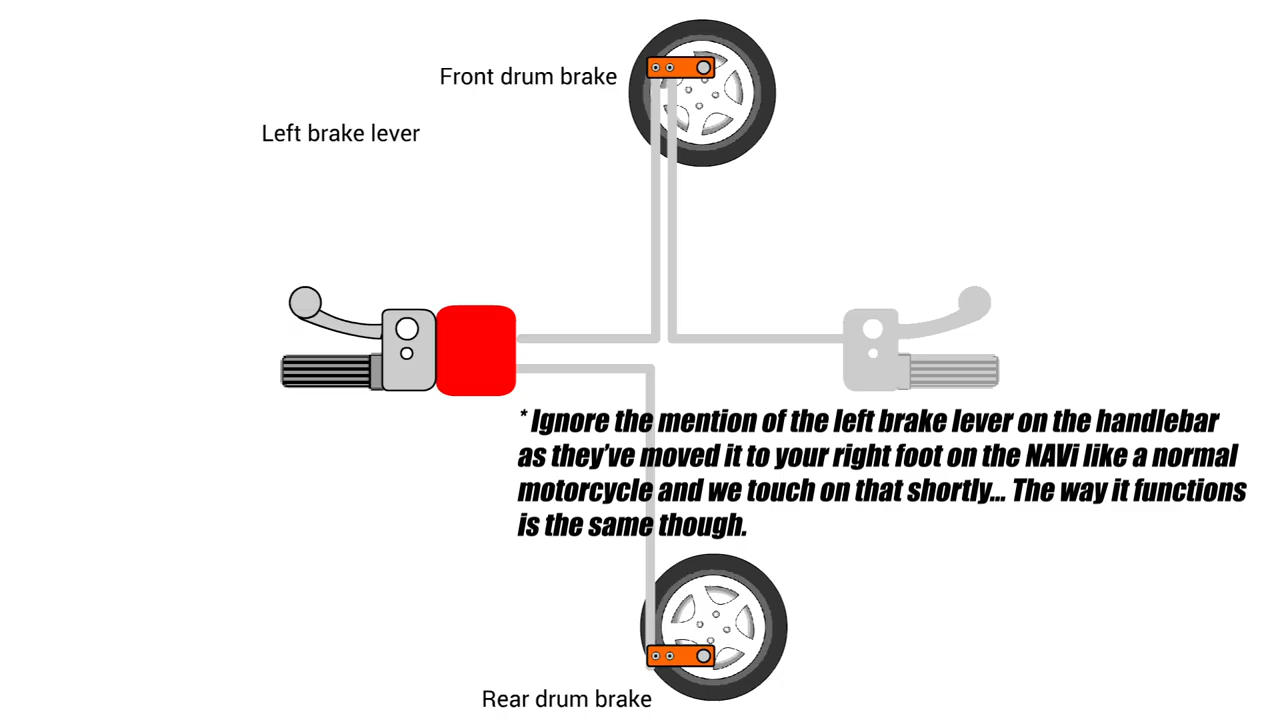 Front drum brake
Left brake lever
* Ignore the mention of the left brake lever on the handlebar
as they've moved it to your right foot on the NAVi like a normal
motorcycle and we touch on that shortly... The way it functions
is the same though.
Rear drum brake